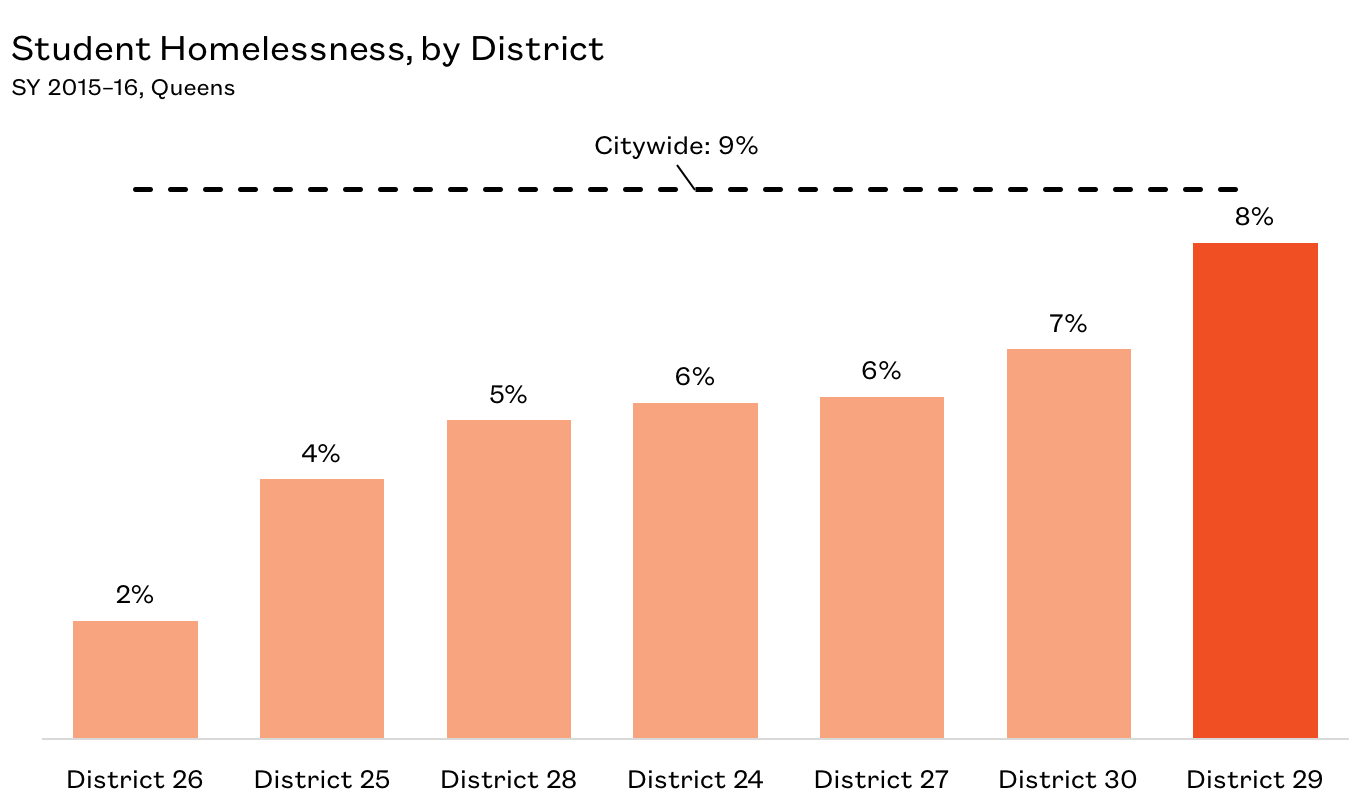 Student Homelessness, by District
SY 2015–16, Queens
Citywide: 9%
8%
7%
6%
6%
5%
4%
2%
District 26
District 25
District 28
District 24
District 27
District 30
District 29